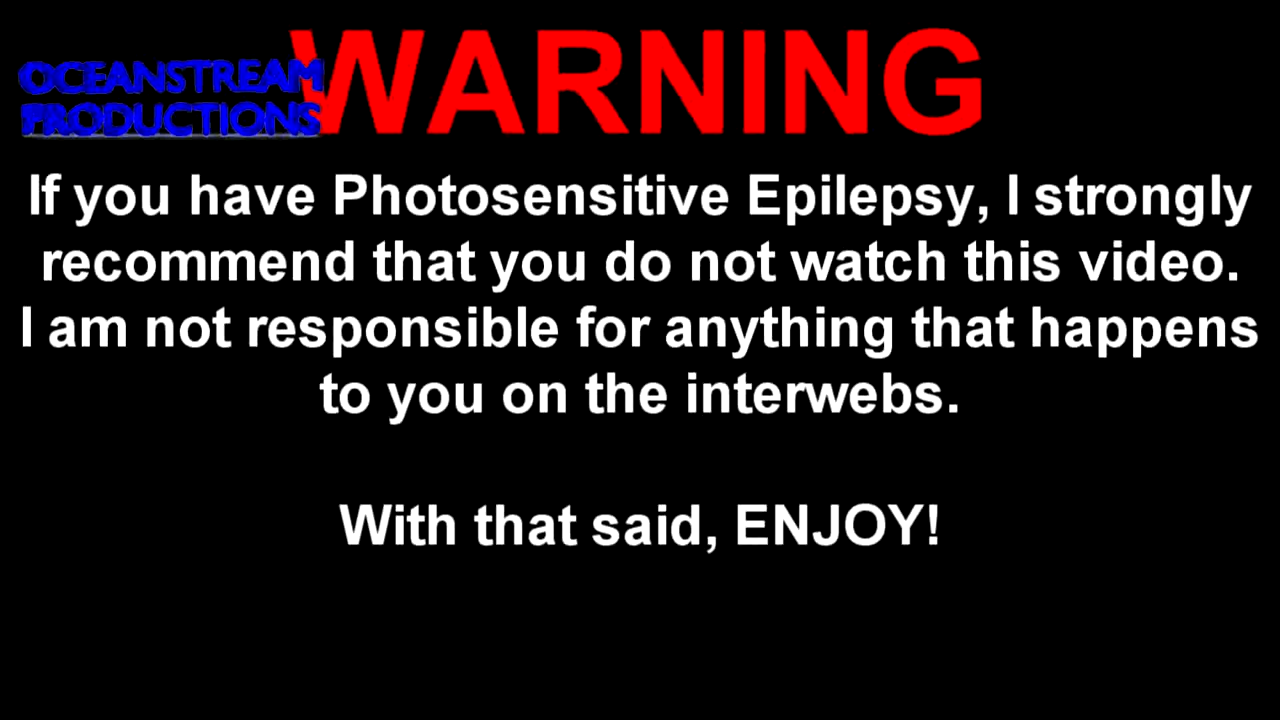 WARNING
OCEANSTREAM
PRODUCTIONS
If you have Photosensitive Epilepsy, I strongly
recommend that you do not watch this video.
I am not responsible for anything that happens
to you on the interwebs.
With that said, ENJOY!